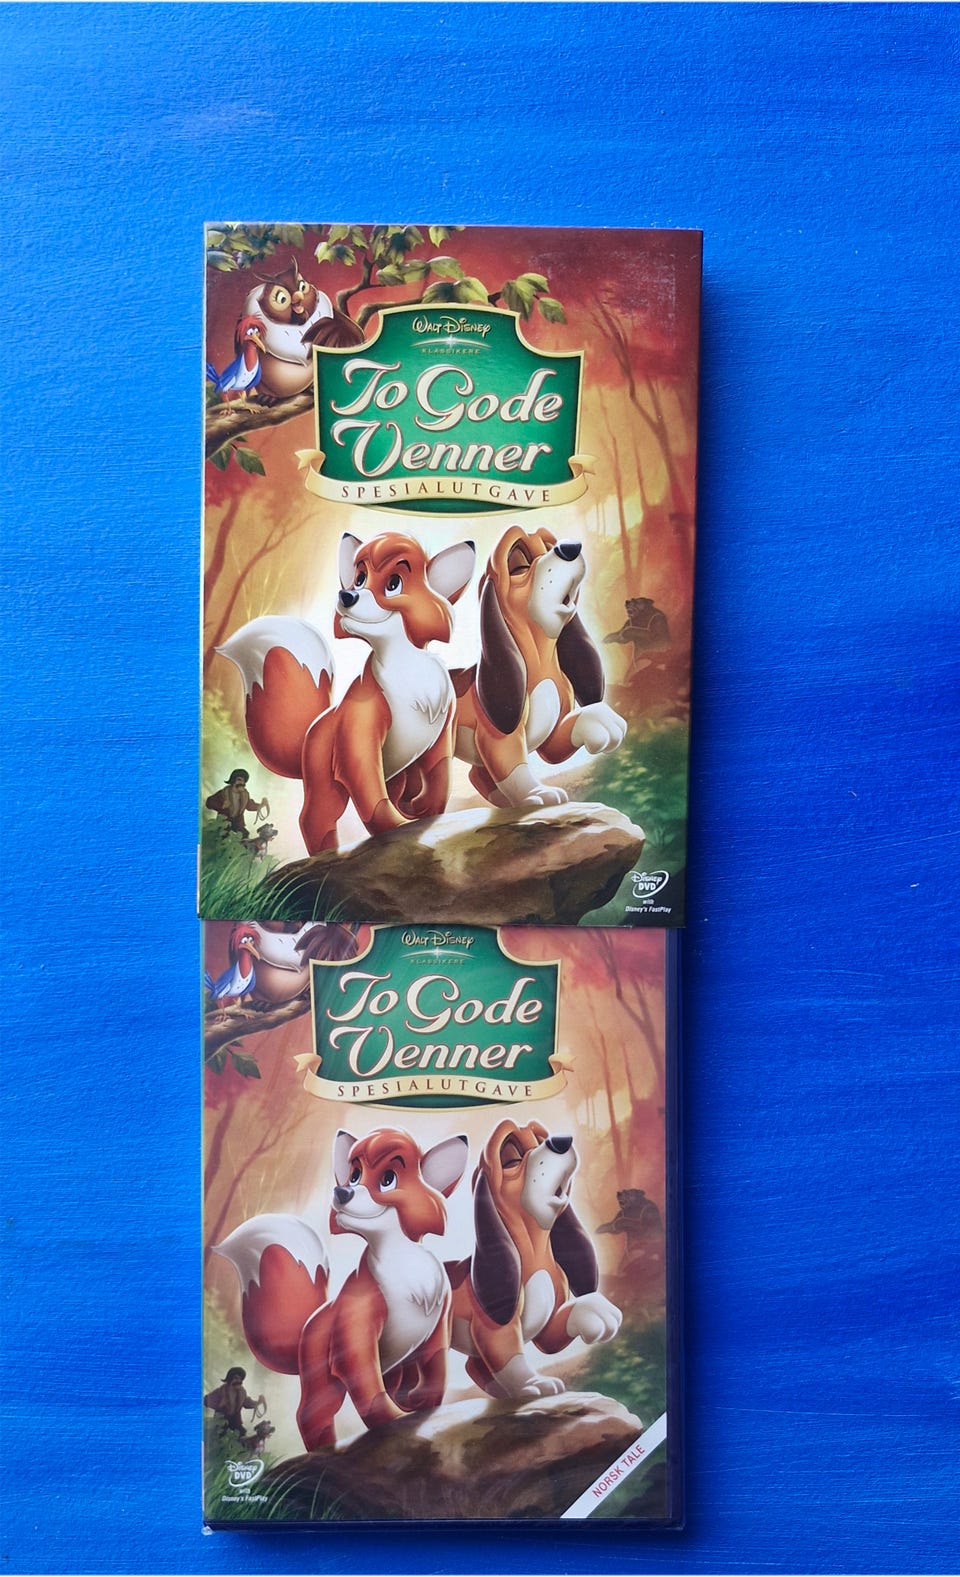 WALT DISNEY
KLASSIKERE
To Gode
Venner
SPESIALUTGAVE
Disney
DVD
with
Disney's FastPlay
WALT DISNEY
KLASSIKERE
To Gode
Venner
SPESIALUTGAVE
Disney
DVD
with
Disney's FastPlay
NORSK TALE